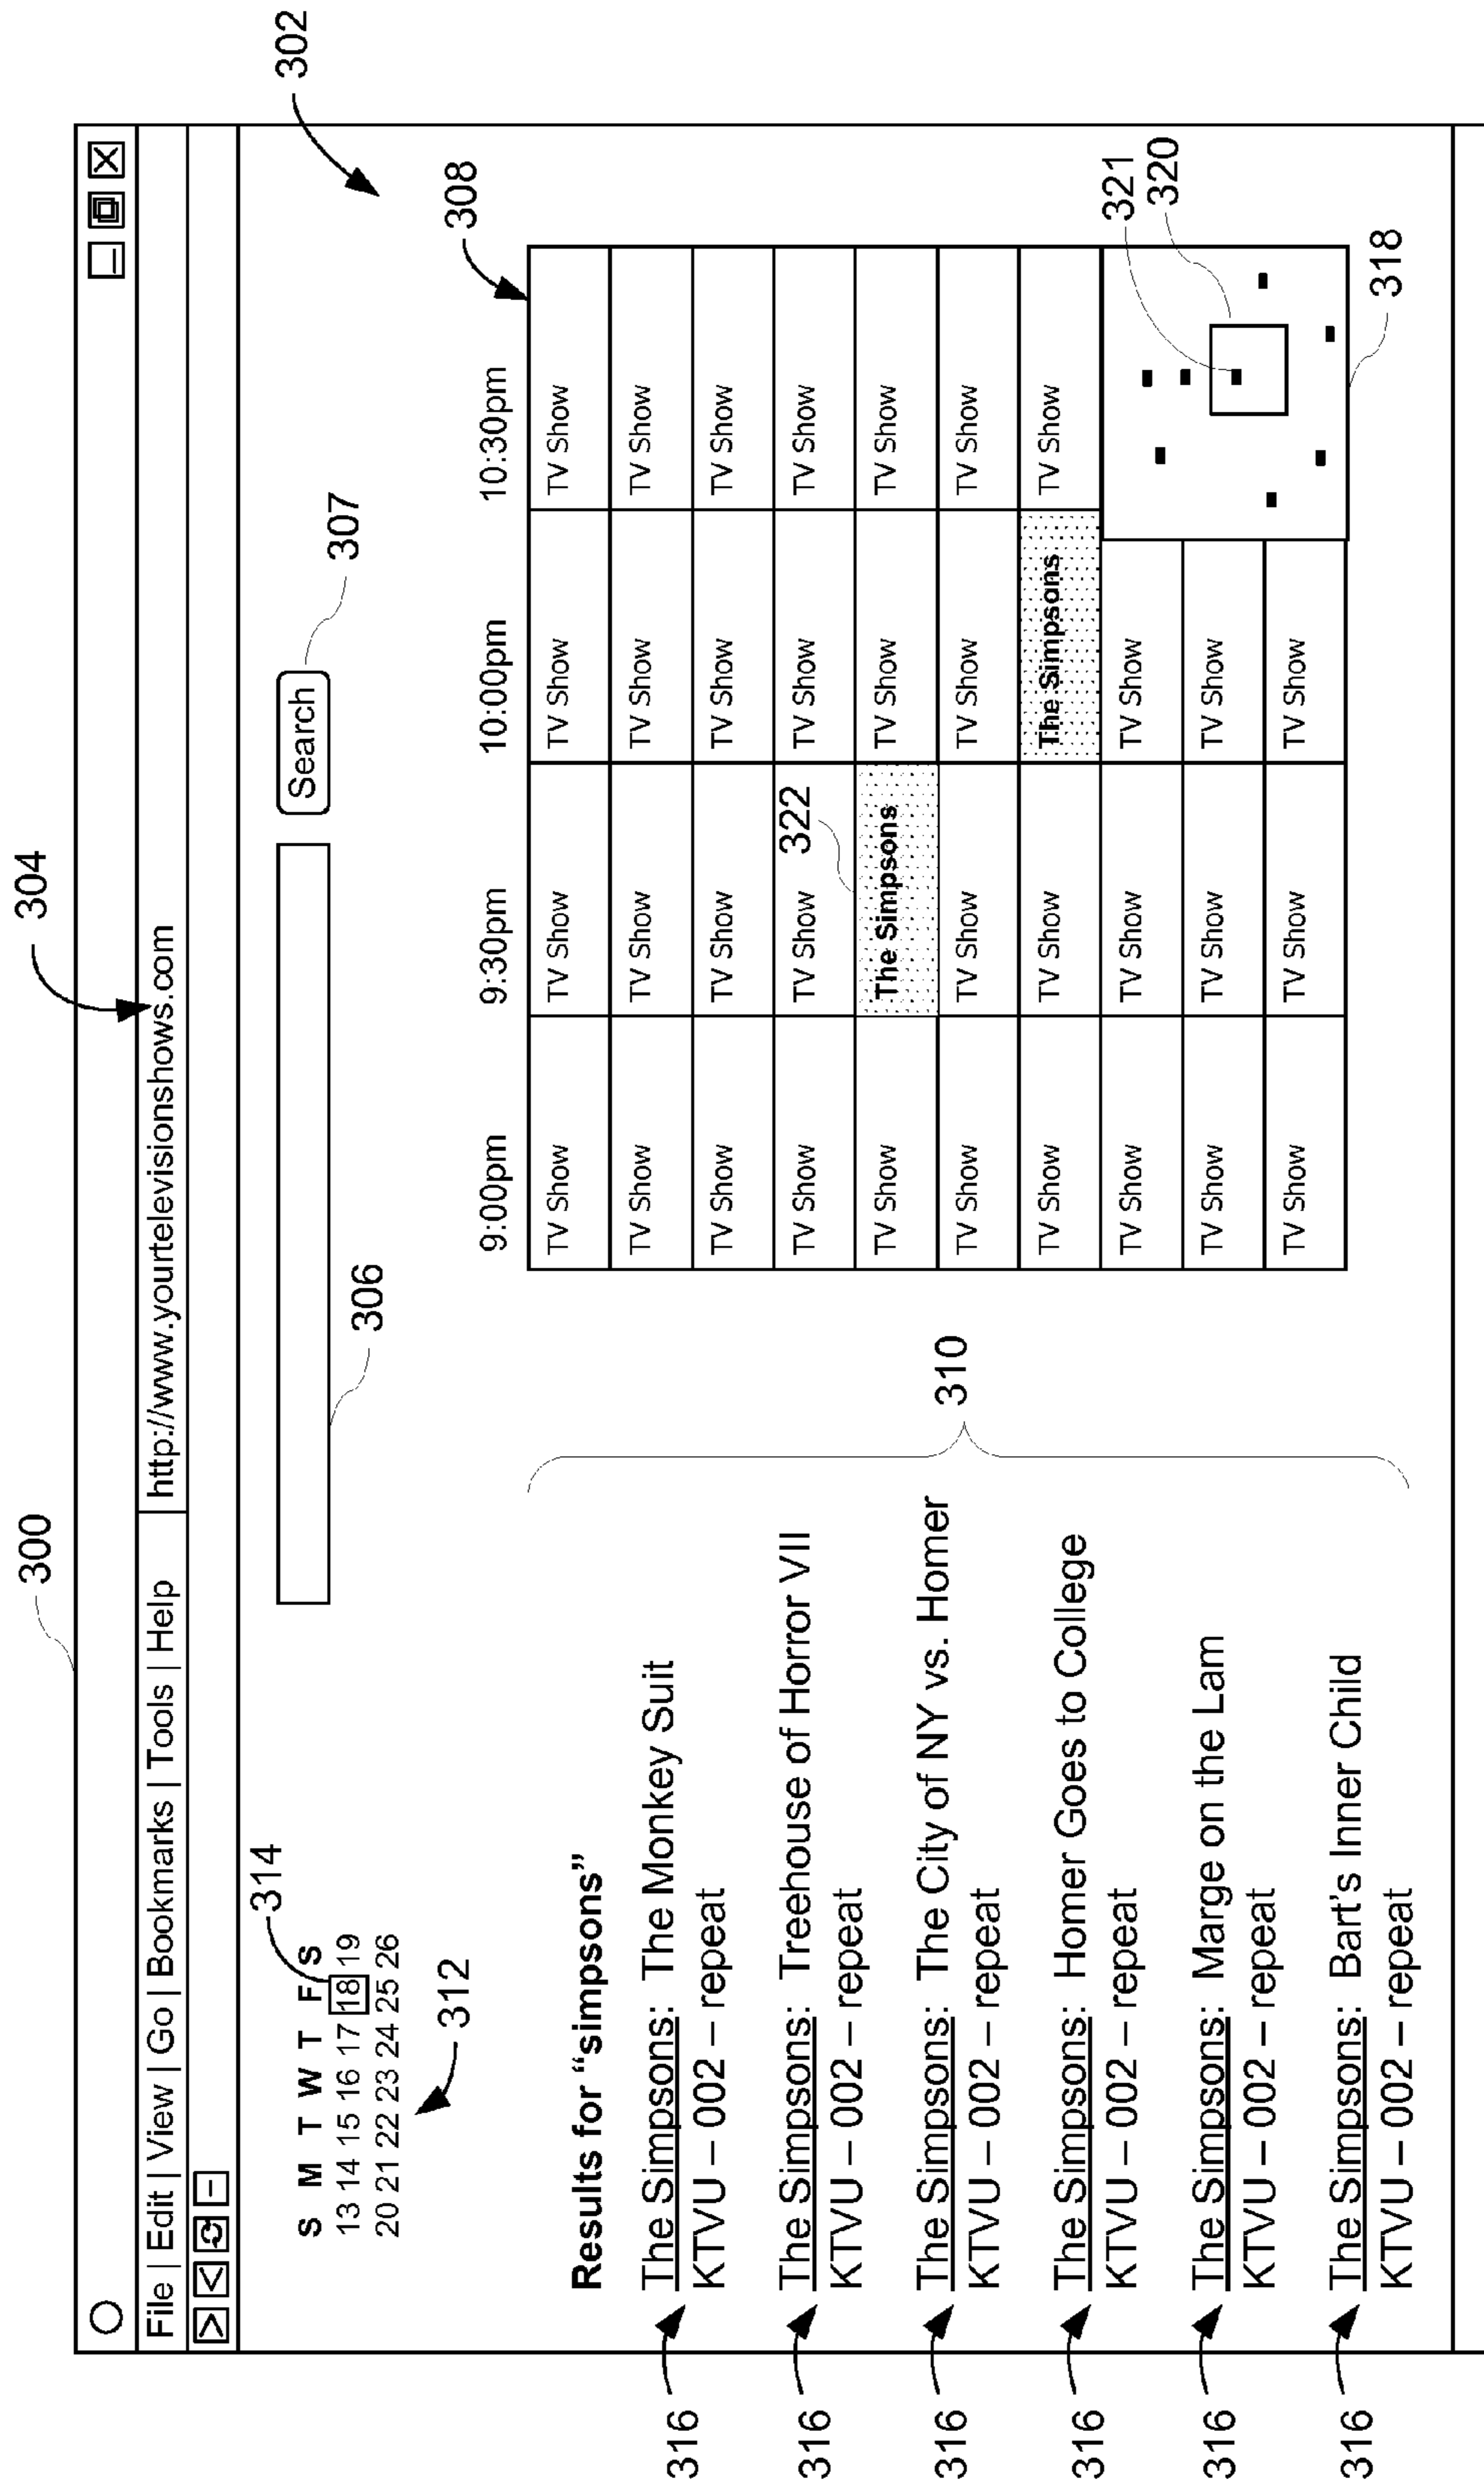 300
304
302
File | Edit | View | Go | Bookmarks | Tools | Help
http://www.yourtelevisionshows.com
S M T W T F S
13 14 15 16 17 18 19
20 21 22 23 24 25 26
314
312
306
Search
307
308
Results for “simpsons”
316
The Simpsons: The Monkey Suit
KTVU – 002 – repeat
316
The Simpsons: Treehouse of Horror VII
KTVU – 002 – repeat
316
The Simpsons: The City of NY vs. Homer
KTVU – 002 – repeat
316
The Simpsons: Homer Goes to College
KTVU – 002 – repeat
316
The Simpsons: Marge on the Lam
KTVU – 002 – repeat
316
The Simpsons: Bart’s Inner Child
KTVU – 002 – repeat
310
9:00pm 9:30pm 10:00pm 10:30pm
TV Show TV Show TV Show TV Show
TV Show TV Show TV Show TV Show
TV Show TV Show TV Show TV Show
TV Show TV Show TV Show TV Show
322
TV Show The Simpsons TV Show TV Show
TV Show TV Show TV Show TV Show
TV Show TV Show The Simpsons TV Show
TV Show TV Show TV Show
TV Show TV Show TV Show
TV Show TV Show TV Show
321
320
318